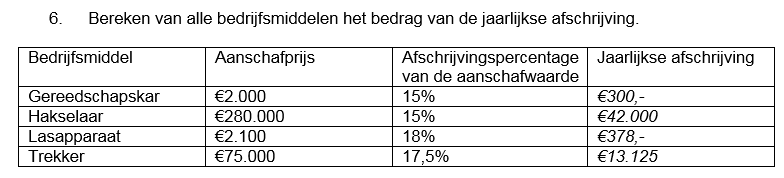 6. Bereken van alle bedrijfsmiddelen het bedrag van de jaarlijkse afschrijving.
Bedrijfsmiddel Aanschafprijs Afschrijvingspercentage van de aanschafwaarde Jaarlijkse afschrijving
Gereedschapskar €2.000 15% €300,-
Hakselaar €280.000 15% €42.000
Lasapparaat €2.100 18% €378,-
Trekker €75.000 17,5% €13.125